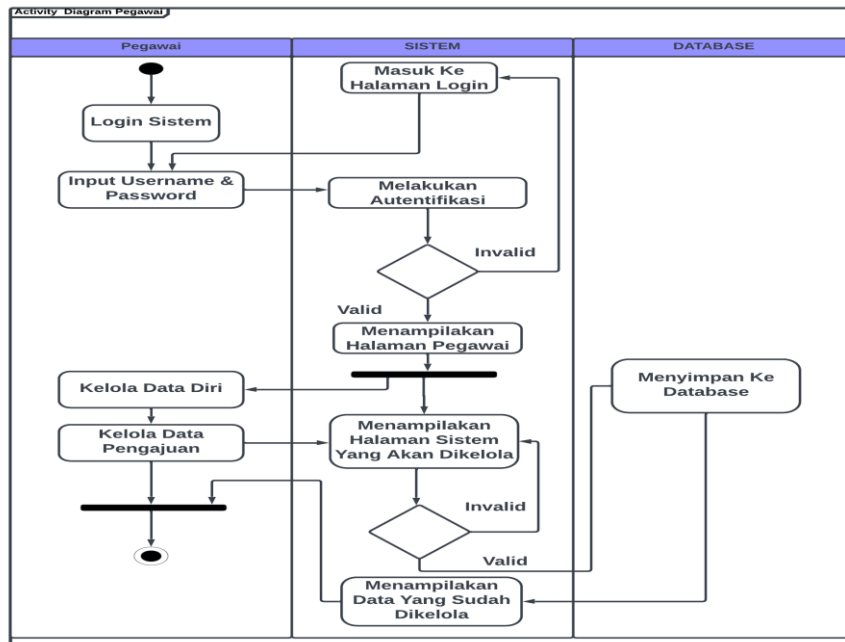 Activity Diagram Pegawai
Pegawai
SISTEM
DATABASE
Masuk Ke
Halaman Login
Login Sistem
Input Username &
Password
Melakukan
Autentifikasi
Invalid
Valid
Menampilakan
Halaman Pegawai
Kelola Data Diri
Menyimpan Ke
Database
Kelola Data
Pengajuan
Menampilakan
Halaman Sistem
Yang Akan Dikelola
Invalid
Valid
Menampilakan
Data Yang Sudah
Dikelola